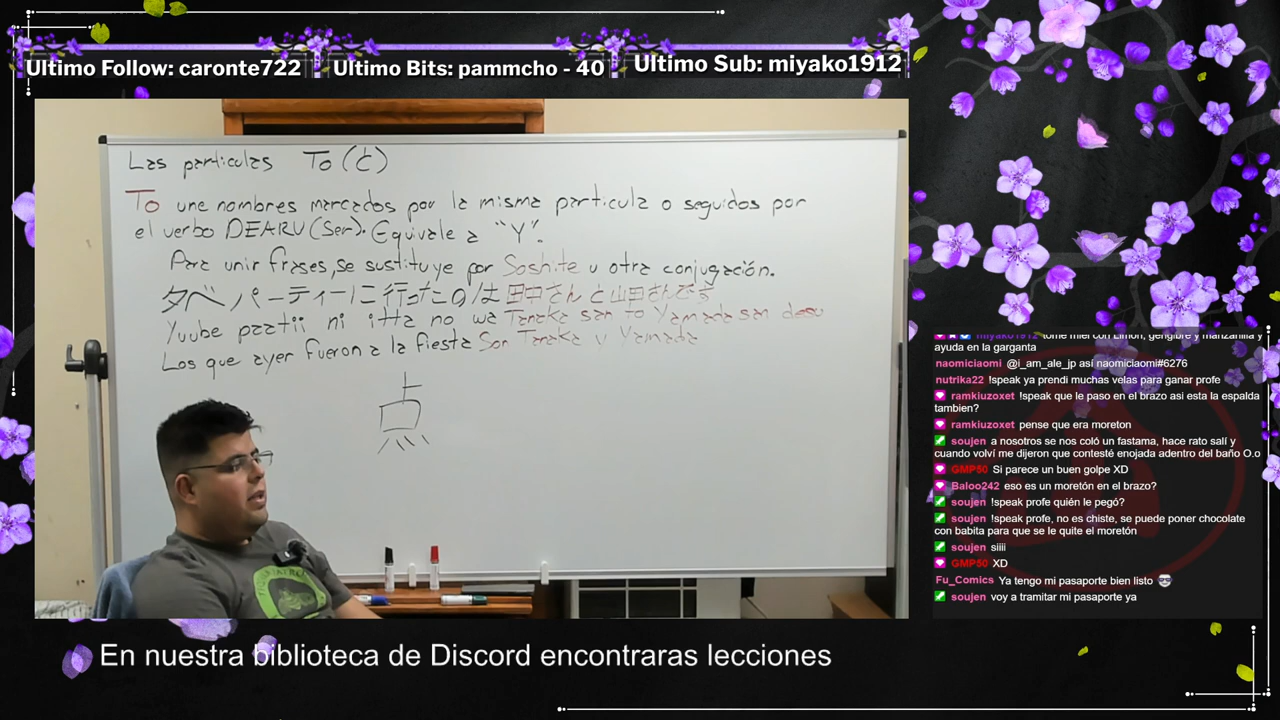 Ultimo Follow: caronte722
Ultimo Bits: pammcho - 40
Ultimo Sub: miyako1912
Las particulas To (と)
To une nombres marcados por la misma particula o seguidos por
el verbo DEARU (Ser). Equivale a "Y".
Para unir frases, se sustituye por Soshite u otra conjugación.
夕べ パーティーに行ったのは田中さんと山田さんです
Yuube paatii ni itta no wa Tanaka san to Yamada san desu
Los que ayer fueron a la fiesta Son Tanaka y Yamada
miyako1912 tome miel con Limon, gengibre y manzanilla y
ayuda en la garganta
naomiciaomi @i_am_ale_jp así naomiciaomi#6276
nutrika22 !speak ya prendi muchas velas para ganar profe
ramkiuzoxet !speak que le paso en el brazo asi esta la espalda
tambien?
ramkiuzoxet pense que era moreton
soujen a nosotros se nos coló un fastama, hace rato salí y
cuando volví me dijeron que contesté enojada adentro del baño O.o
GMP50 Si parece un buen golpe XD
Baloo242 eso es un moretón en el brazo?
soujen !speak profe quién le pegó?
soujen !speak profe, no es chiste, se puede poner chocolate
con babita para que se le quite el moretón
soujen siiii
GMP50 XD
Fu_Comics Ya tengo mi pasaporte bien listo
soujen voy a tramitar mi pasaporte ya
En nuestra biblioteca de Discord encontraras lecciones